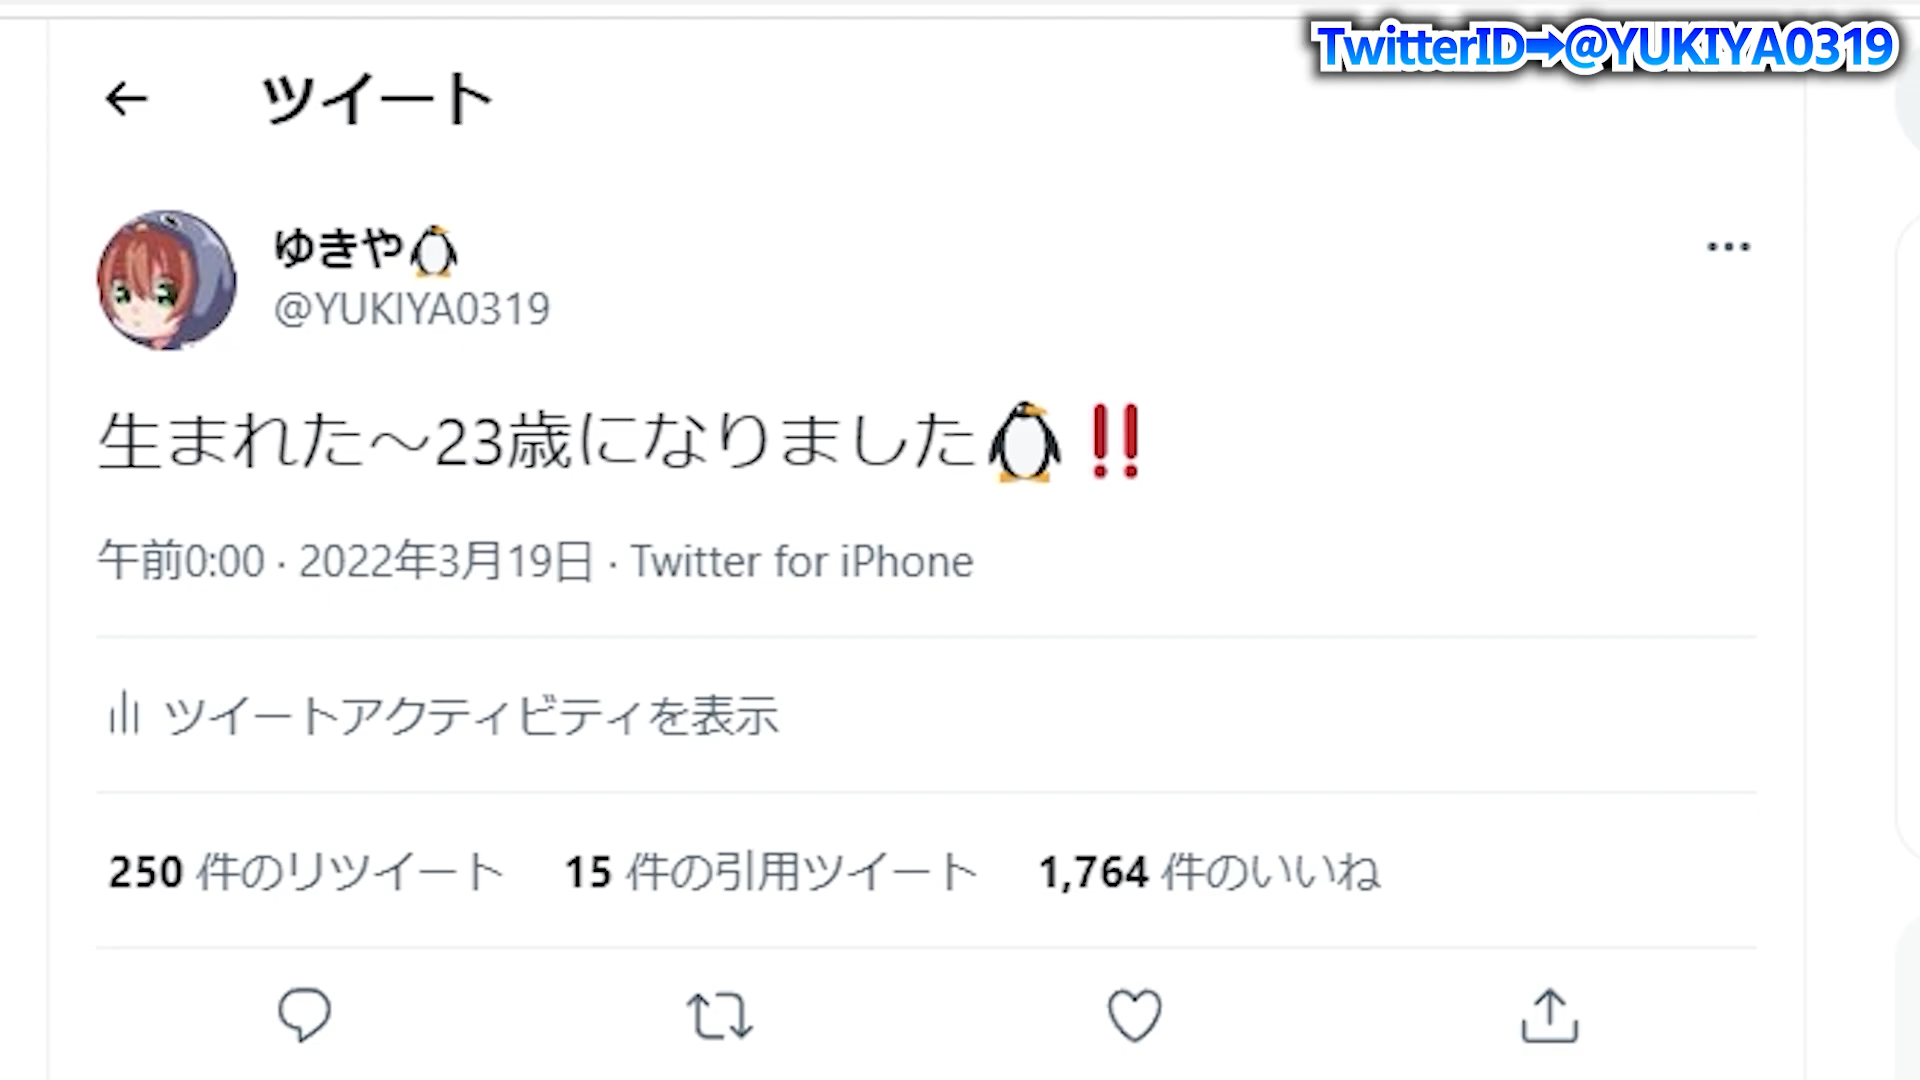 TwitterID➡@YUKIYA0319
← ツイート
ゆきや🐧
@YUKIYA0319
生まれた〜23歳になりました🐧‼️
午前0:00 · 2022年3月19日 · Twitter for iPhone
ツイートアクティビティを表示
250 件のリツイート 15 件の引用ツイート 1,764 件のいいね